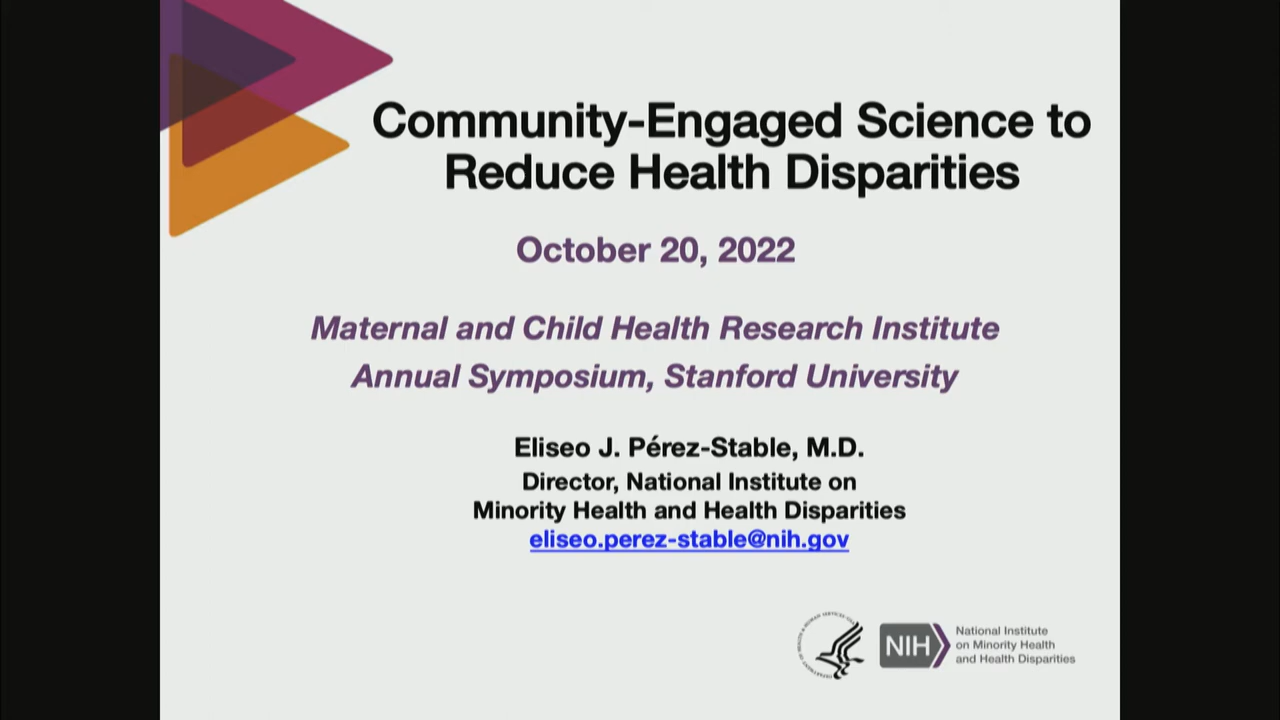 Community-Engaged Science to
Reduce Health Disparities
October 20, 2022
Maternal and Child Health Research Institute
Annual Symposium, Stanford University
Eliseo J. Pérez-Stable, M.D.
Director, National Institute on
Minority Health and Health Disparities
eliseo.perez-stable@nih.gov
NIH
National Institute
on Minority Health
and Health Disparities